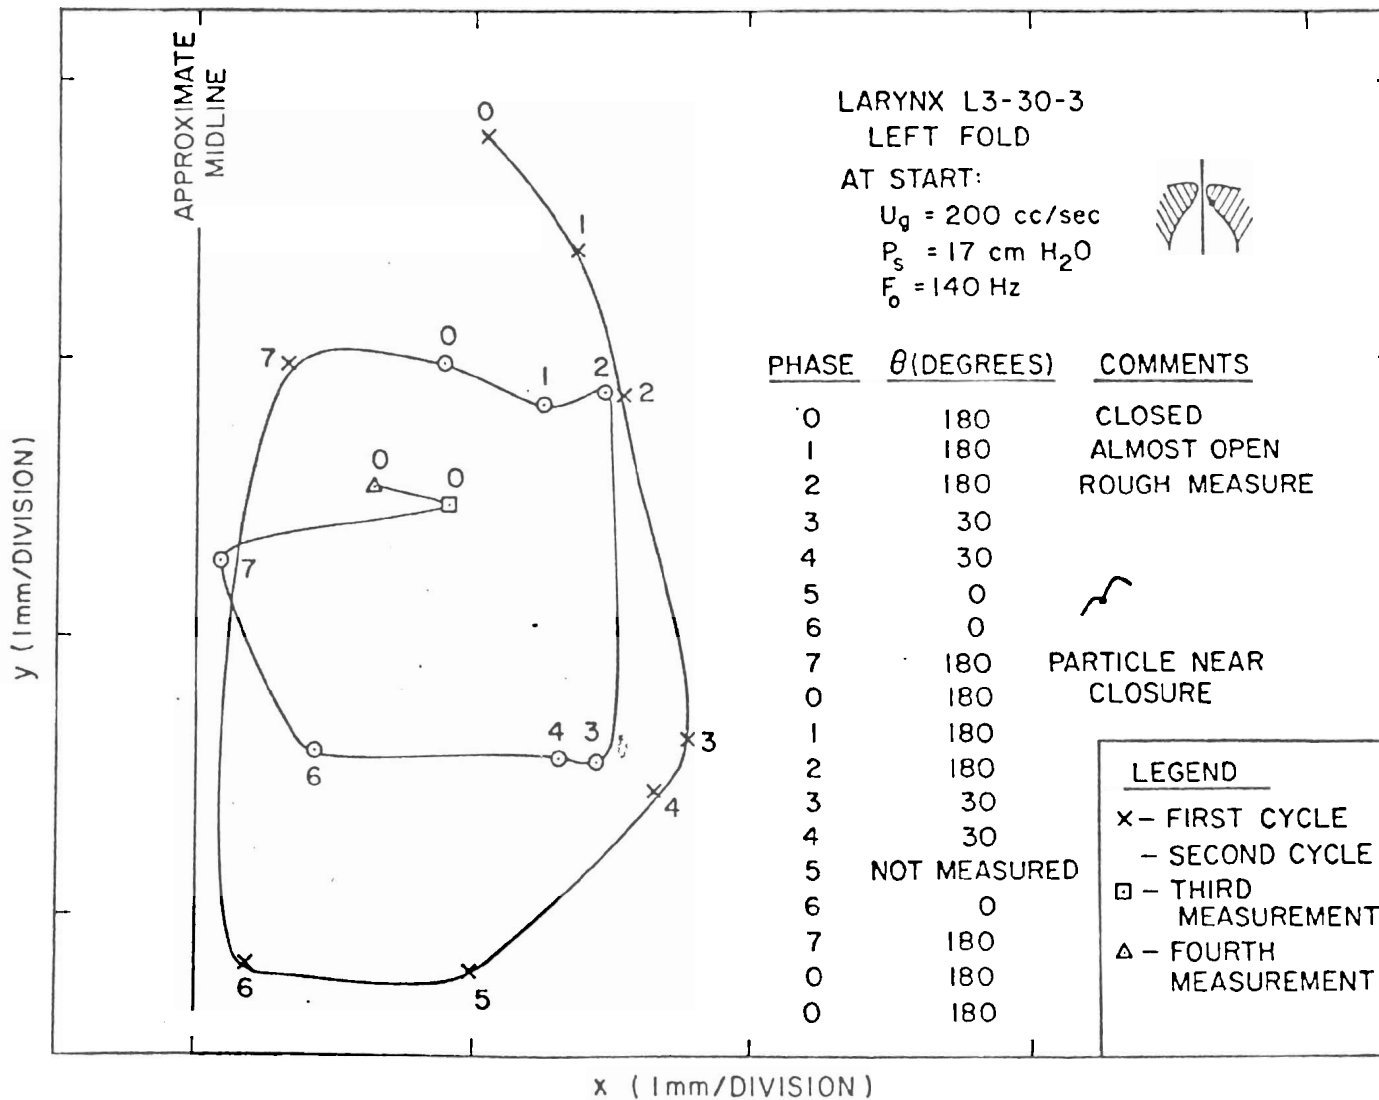 APPROXIMATE
MIDLINE
0
1
2
3
4
5
6
7
0
1
2
3
4
6
7
0
0
LARYNX L3-30-3
LEFT FOLD
AT START:
Ug = 200 cc/sec
Ps = 17 cm H2O
Fo = 140 Hz
PHASE θ(DEGREES) COMMENTS
0 180 CLOSED
1 180 ALMOST OPEN
2 180 ROUGH MEASURE
3 30
4 30
5 0
6 0
7 180 PARTICLE NEAR
0 180 CLOSURE
1 180
2 180
3 30
4 30
5 NOT MEASURED
6 0
7 180
0 180
0 180
LEGEND
× – FIRST CYCLE
– SECOND CYCLE
⊡ – THIRD
MEASUREMENT
△ – FOURTH
MEASUREMENT
y (1mm/DIVISION)
x (1mm/DIVISION)